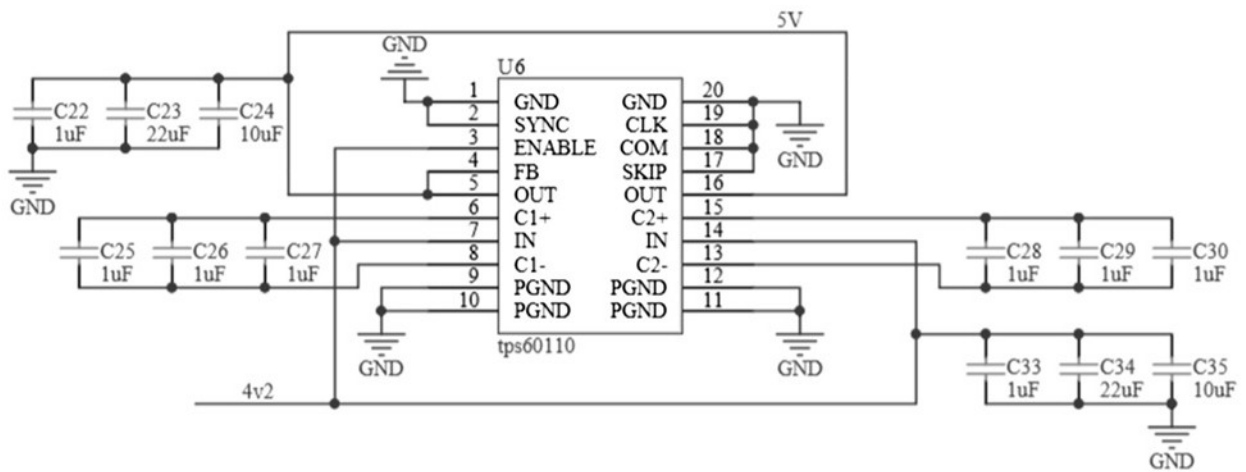 5V
GND
U6
1 GND GND 20
2 SYNC CLK 19
3 ENABLE COM 18
4 FB SKIP 17
5 OUT OUT 16
6 C1+ C2+ 15
7 IN IN 14
8 C1- C2- 13
9 PGND PGND 12
10 PGND PGND 11
tps60110
C22 C23 C24
1uF 22uF 10uF
GND
GND
C25 C26 C27
1uF 1uF 1uF
C28 C29 C30
1uF 1uF 1uF
GND
GND
C33 C34 C35
1uF 22uF 10uF
4v2
GND